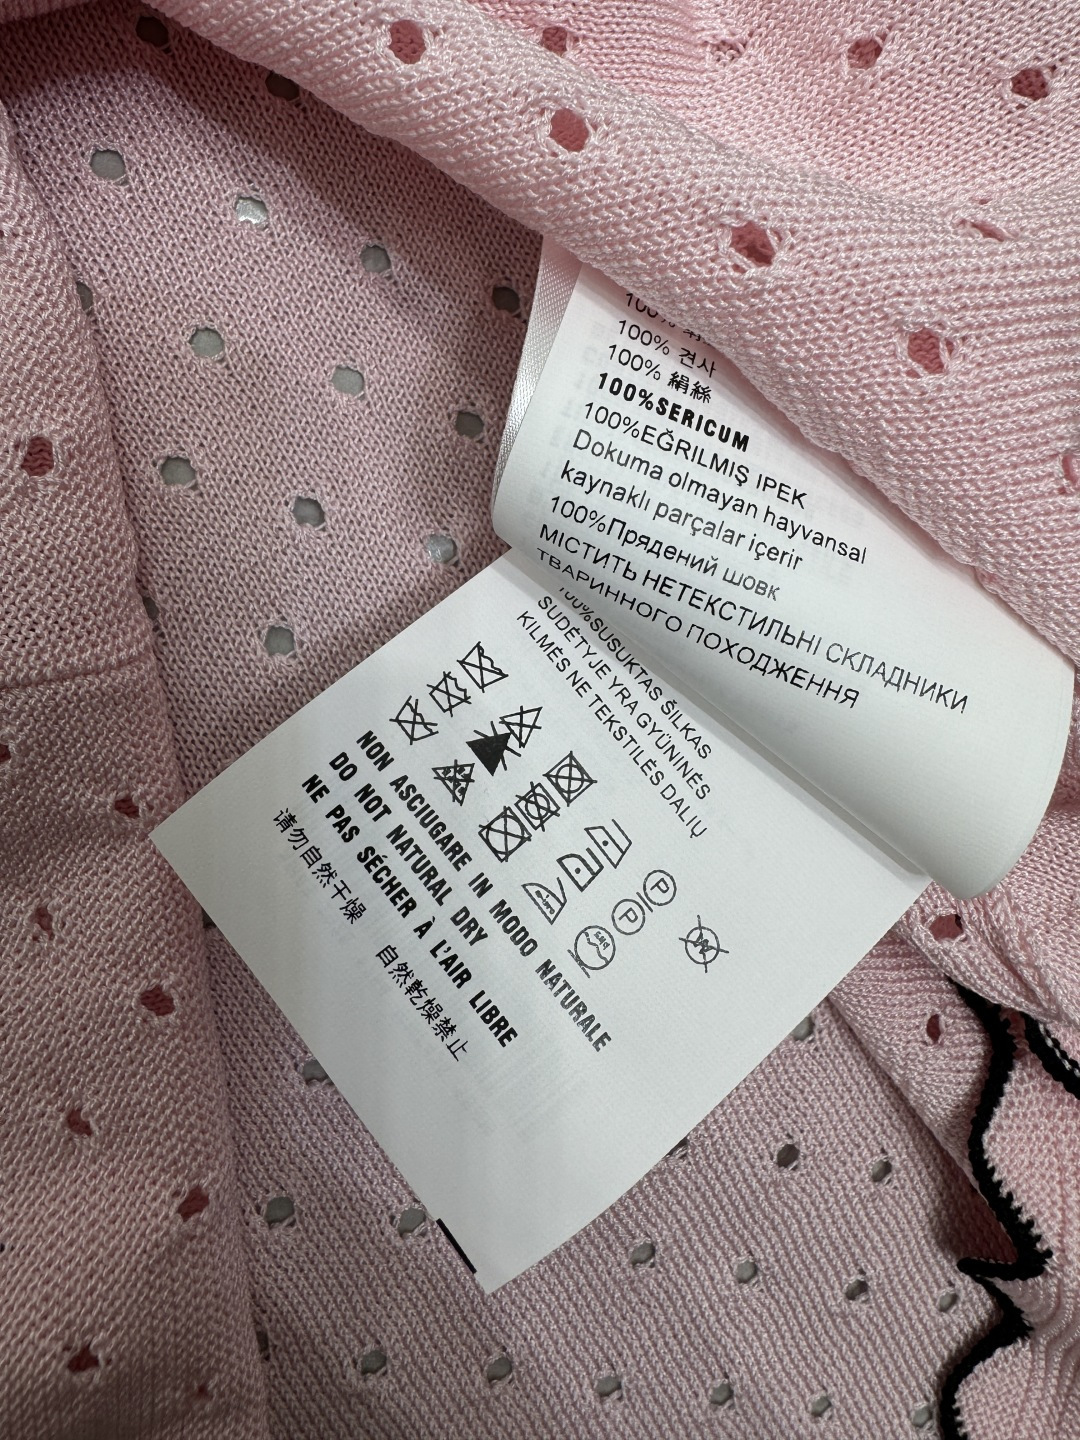 100% 견사
100% 絹絲
100%SERICUM
100%EĞRILMIŞ IPEK
Dokuma olmayan hayvansal
kaynaklı parçalar içerir
100%Прядений шовк
МІСТИТЬ НЕТЕКСТИЛЬНІ СКЛАДНИКИ
ТВАРИННОГО ПОХОДЖЕННЯ
100%SUSUKTAS ŠILKAS
SUDĖTYJE YRA GYŪNINĖS
KILMĖS NE TEKSTILĖS DALIŲ
P
P
W
NON ASCIUGARE IN MODO NATURALE
DO NOT NATURAL DRY
NE PAS SÉCHER À L'AIR LIBRE
请勿自然干燥 自然乾燥禁止